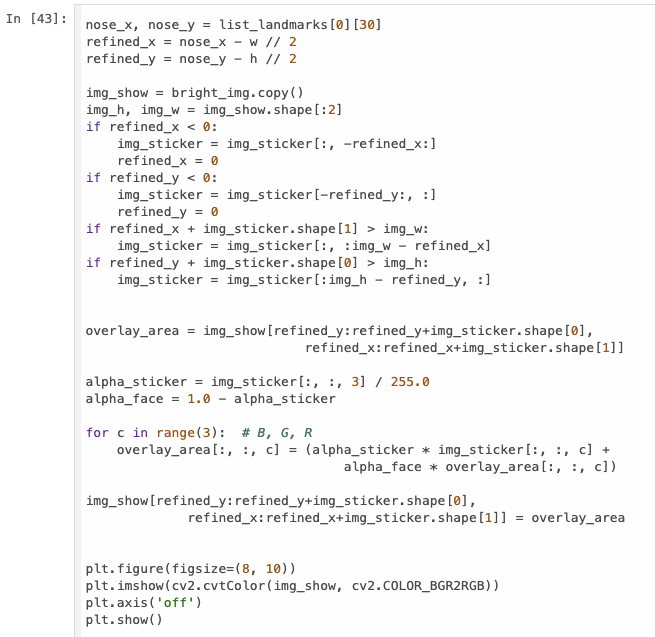 In [43]:
nose_x, nose_y = list_landmarks[0][30]
refined_x = nose_x - w // 2
refined_y = nose_y - h // 2

img_show = bright_img.copy()
img_h, img_w = img_show.shape[:2]
if refined_x < 0:
    img_sticker = img_sticker[:, -refined_x:]
    refined_x = 0
if refined_y < 0:
    img_sticker = img_sticker[-refined_y:, :]
    refined_y = 0
if refined_x + img_sticker.shape[1] > img_w:
    img_sticker = img_sticker[:, :img_w - refined_x]
if refined_y + img_sticker.shape[0] > img_h:
    img_sticker = img_sticker[:img_h - refined_y, :]

overlay_area = img_show[refined_y:refined_y+img_sticker.shape[0],
                            refined_x:refined_x+img_sticker.shape[1]]

alpha_sticker = img_sticker[:, :, 3] / 255.0
alpha_face = 1.0 - alpha_sticker

for c in range(3):  # B, G, R
    overlay_area[:, :, c] = (alpha_sticker * img_sticker[:, :, c] +
                                 alpha_face * overlay_area[:, :, c])

img_show[refined_y:refined_y+img_sticker.shape[0],
             refined_x:refined_x+img_sticker.shape[1]] = overlay_area

plt.figure(figsize=(8, 10))
plt.imshow(cv2.cvtColor(img_show, cv2.COLOR_BGR2RGB))
plt.axis('off')
plt.show()